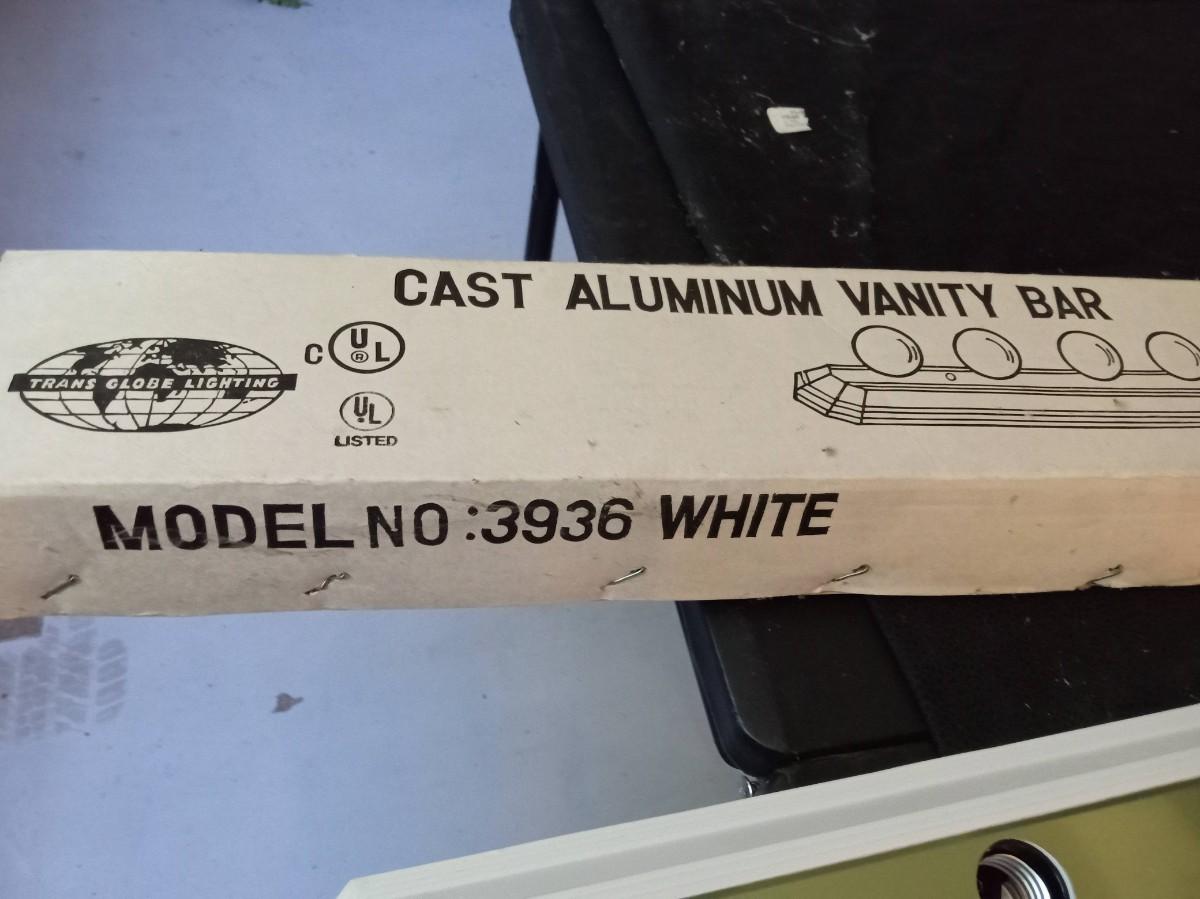 CAST ALUMINUM VANITY BAR
TRANS GLOBE LIGHTING
C UL ®
UL
LISTED
MODEL NO:3936 WHITE